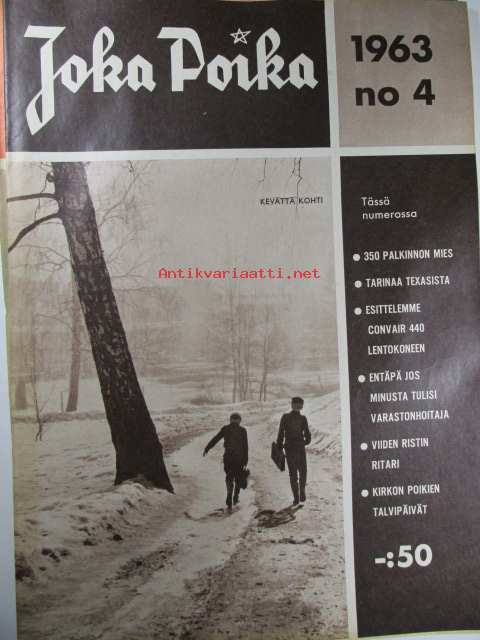 Joka Poika
1963
no 4
KEVÄTTÄ KOHTI
Antikvariaatti.net
Tässä
numerossa
● 350 PALKINNON MIES
● TARINAA TEXASISTA
● ESITTELEMME
CONVAIR 440
LENTOKONEEN
● ENTÄPÄ JOS
MINUSTA TULISI
VARASTONHOITAJA
● VIIDEN RISTIN
RITARI
● KIRKON POIKIEN
TALVIPÄIVÄT
-:50